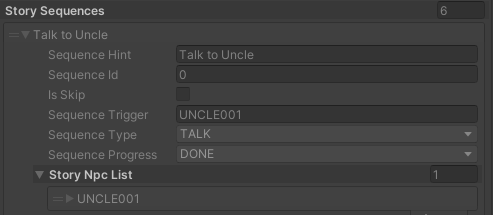 Story Sequences 6
Talk to Uncle
Sequence Hint Talk to Uncle
Sequence Id 0
Is Skip
Sequence Trigger UNCLE001
Sequence Type TALK
Sequence Progress DONE
Story Npc List 1
UNCLE001